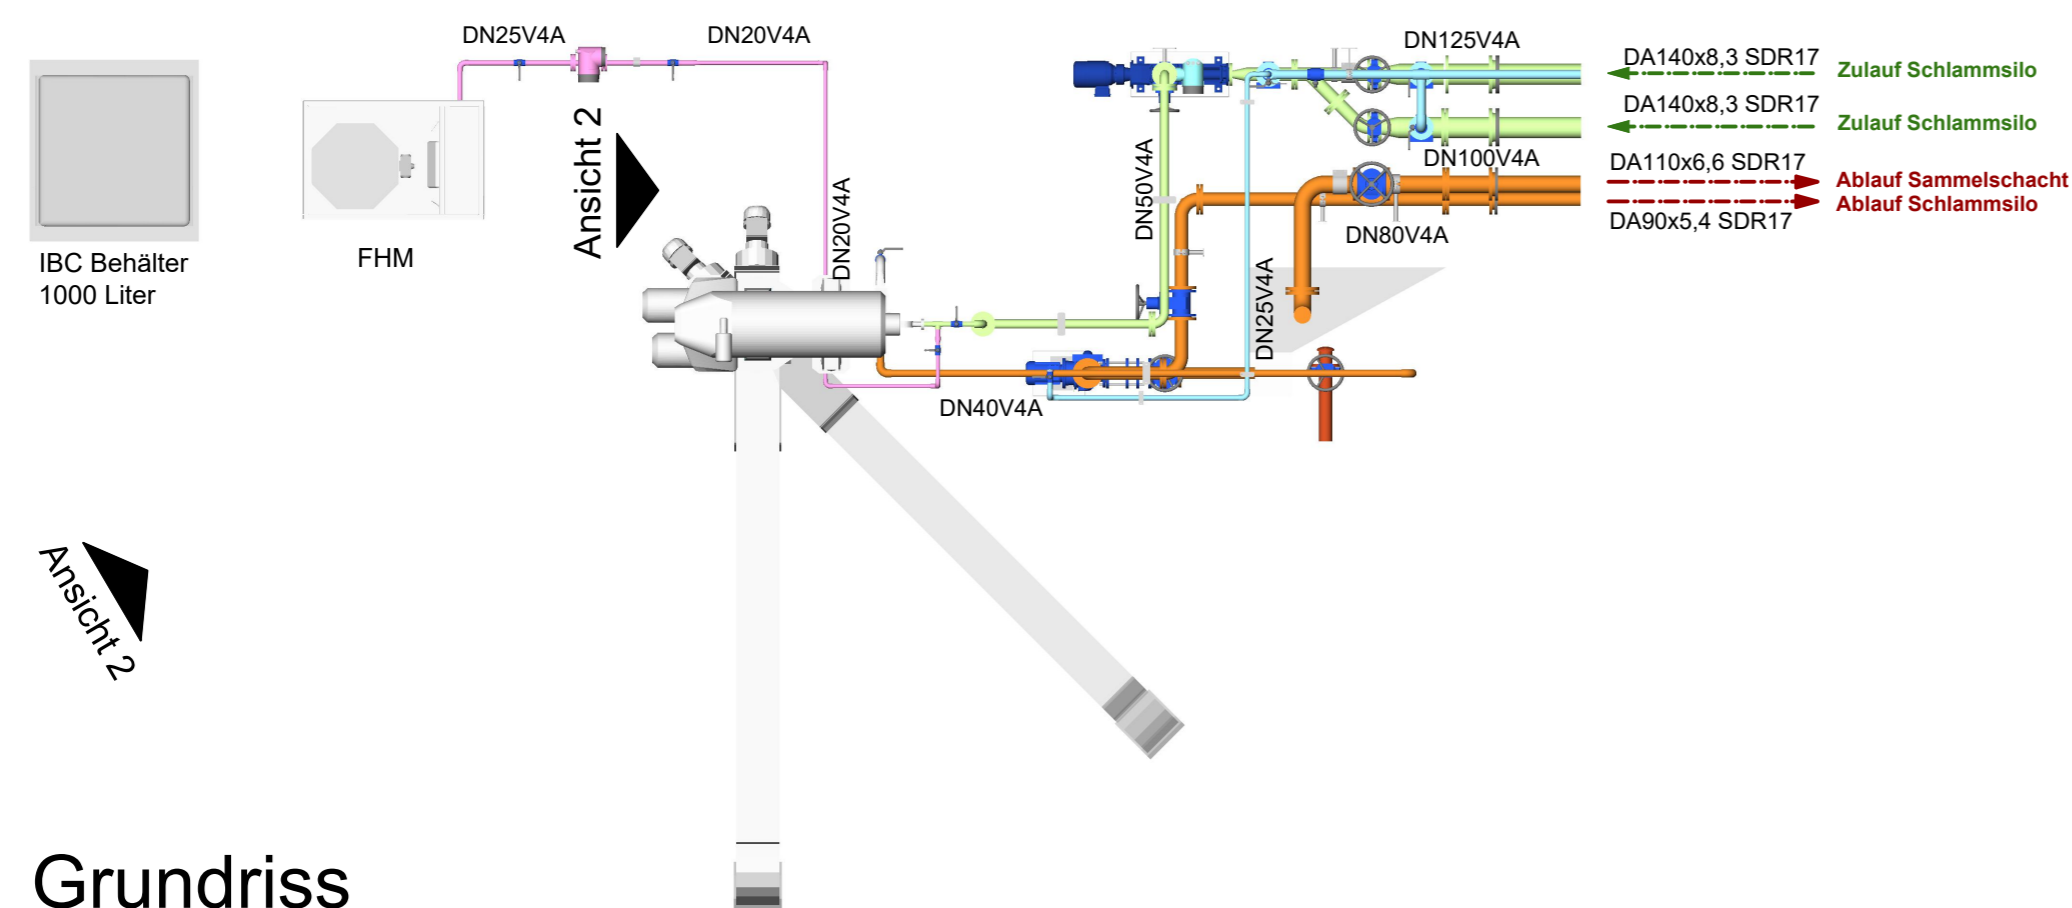 DN25V4A
DN20V4A
DN125V4A
DA140x8,3 SDR17
Zulauf Schlammsilo
DA140x8,3 SDR17
Zulauf Schlammsilo
DN100V4A
DA110x6,6 SDR17
Ablauf Sammelschacht
Ablauf Schlammsilo
DA90x5,4 SDR17
DN80V4A
Ansicht 2
DN20V4A
DN50V4A
DN25V4A
FHM
IBC Behälter
1000 Liter
DN40V4A
Ansicht 2
Grundriss